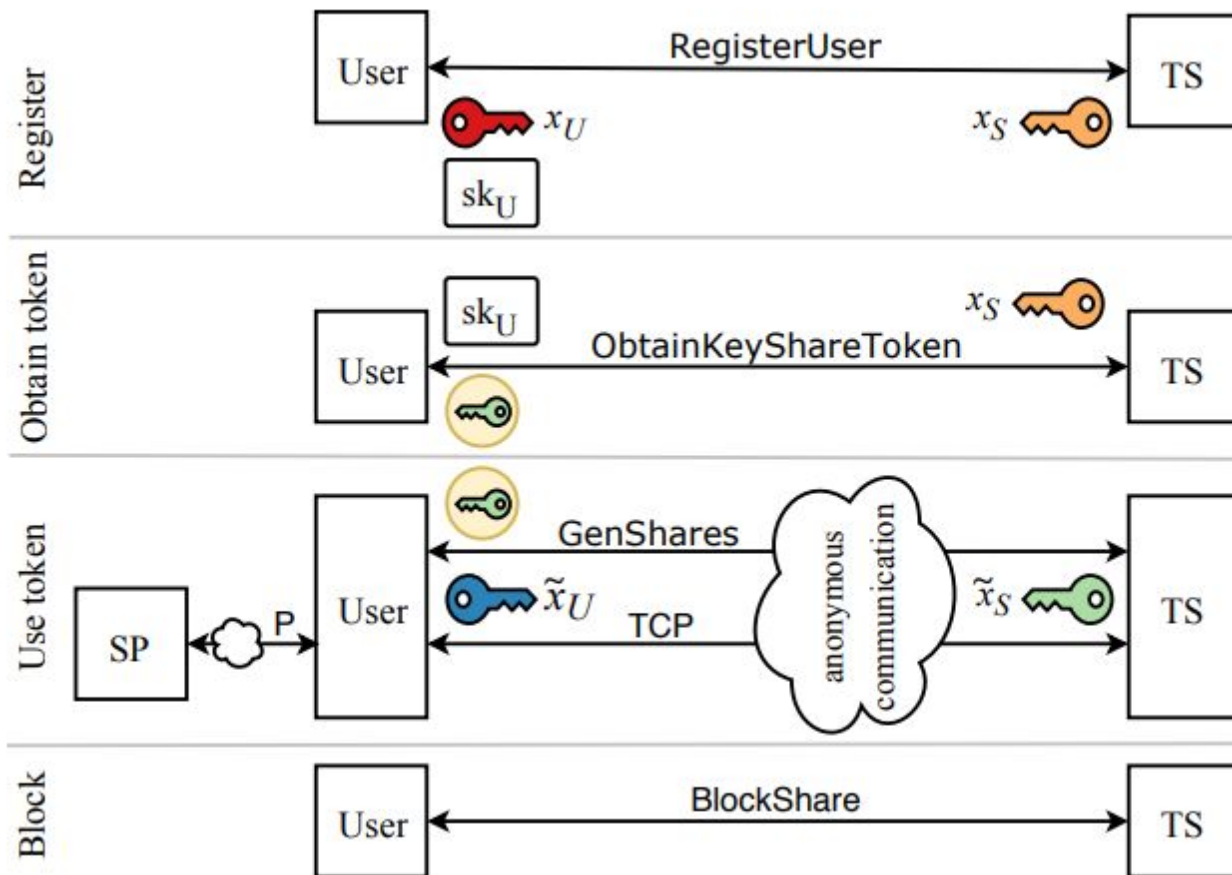 Register
User
RegisterUser
TS
x_U
x_S
sk_U
Obtain token
sk_U
x_S
User
ObtainKeyShareToken
TS
Use token
GenShares
anonymous
communication
x̃_U
x̃_S
SP
P
User
TCP
TS
Block
User
BlockShare
TS